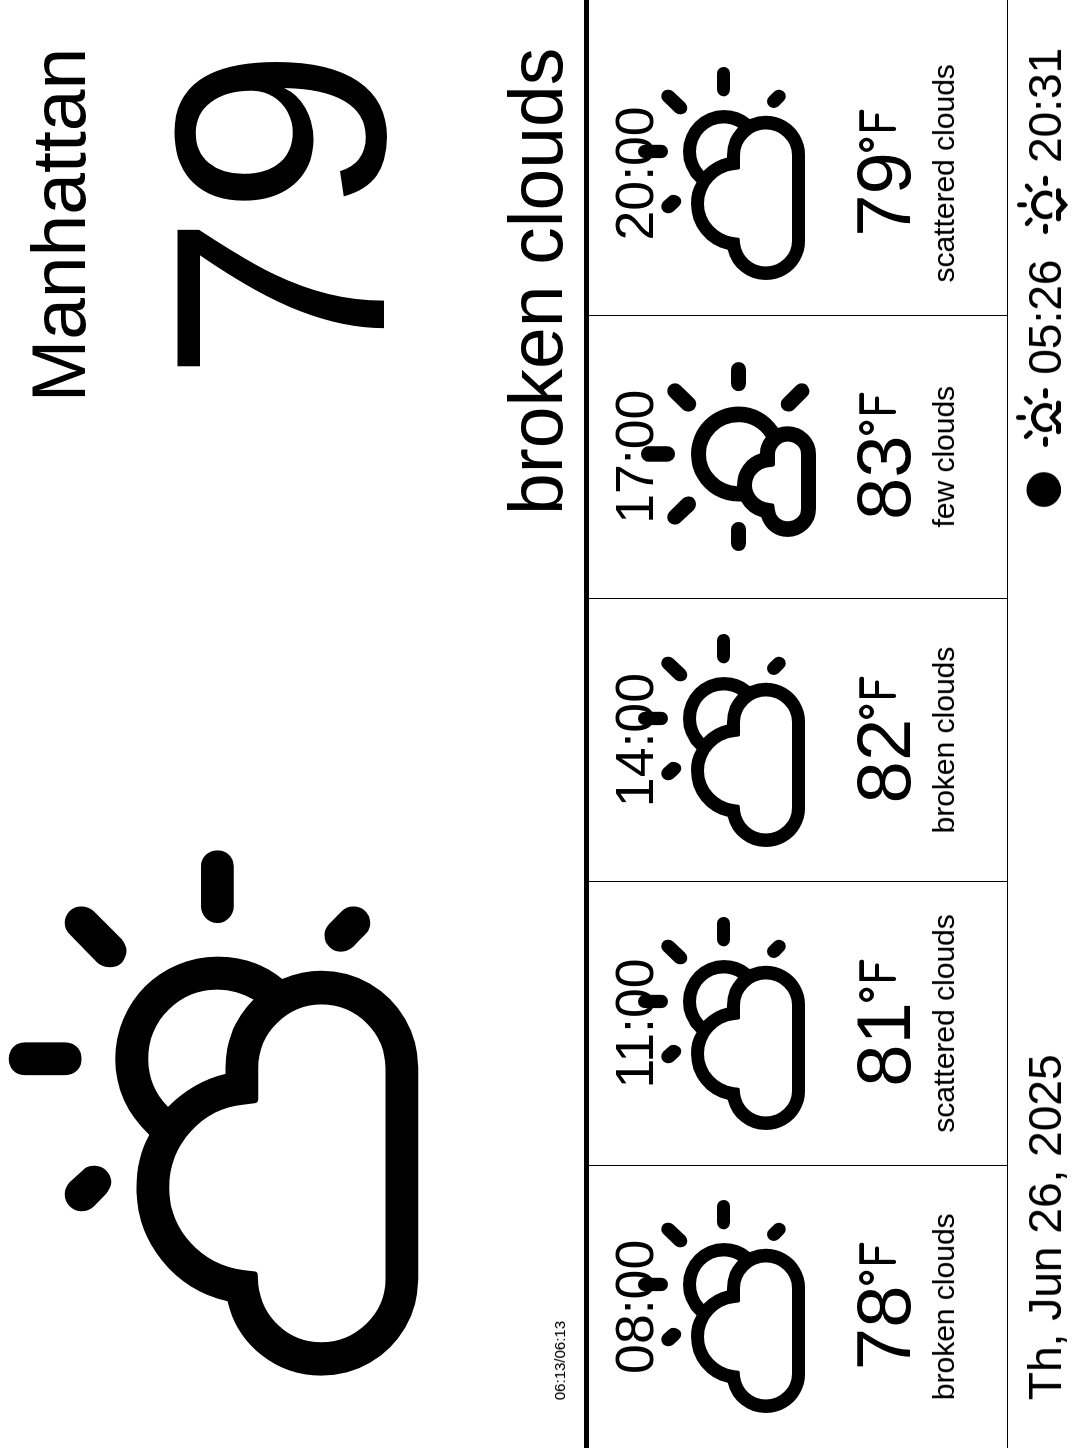 Manhattan
79
broken clouds
06:13/06:13
08:00 11:00 14:00 17:00 20:00
78°F 81°F 82°F 83°F 79°F
broken clouds scattered clouds broken clouds few clouds scattered clouds
Th, Jun 26, 2025 05:26 20:31